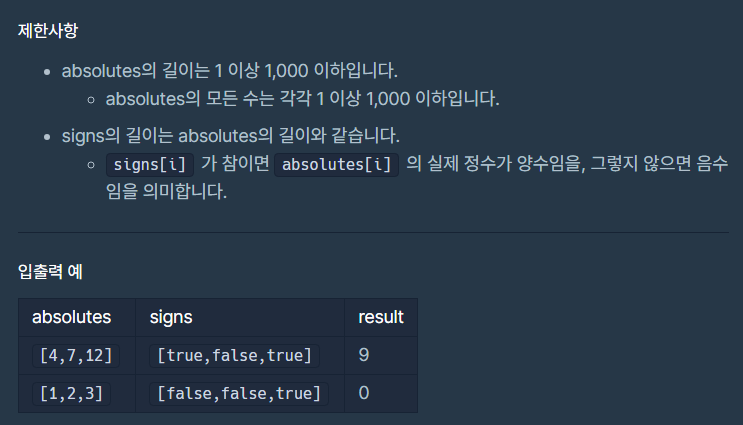 제한사항
• absolutes의 길이는 1 이상 1,000 이하입니다.
◦ absolutes의 모든 수는 각각 1 이상 1,000 이하입니다.
• signs의 길이는 absolutes의 길이와 같습니다.
◦ signs[i] 가 참이면 absolutes[i] 의 실제 정수가 양수임을, 그렇지 않으면 음수
임을 의미합니다.
입출력 예
absolutes signs result
[4,7,12] [true,false,true] 9
[1,2,3] [false,false,true] 0